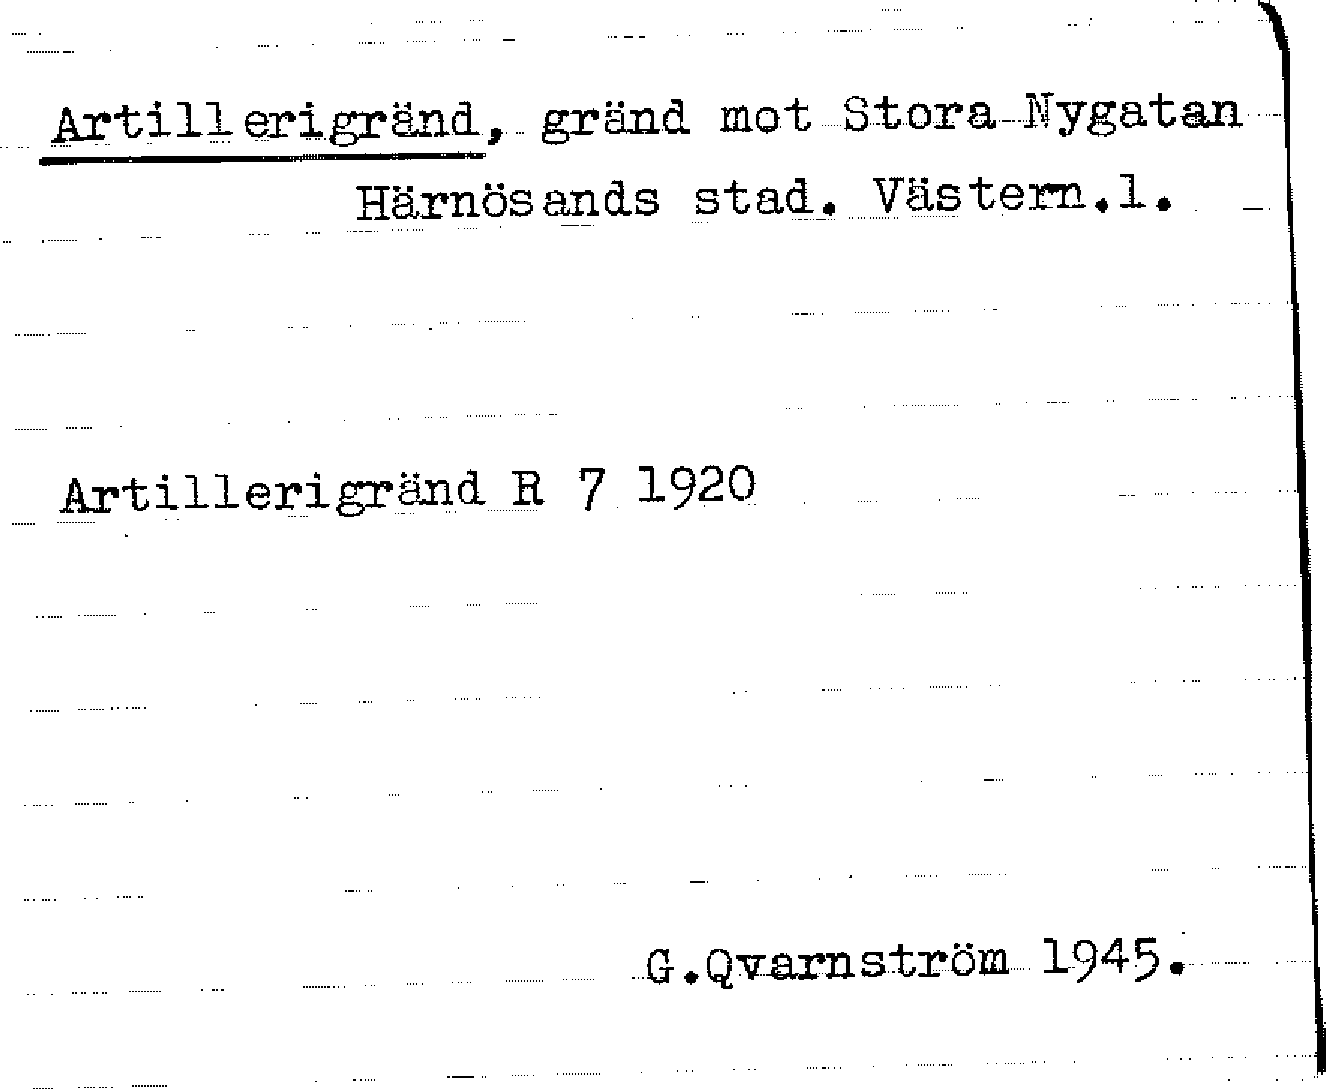 Artillerigränd, gränd mot Stora Nygatan
Härnösands stad. Västern.l.
Artillerigränd R 7 1920
G.Qvarnström 1945.